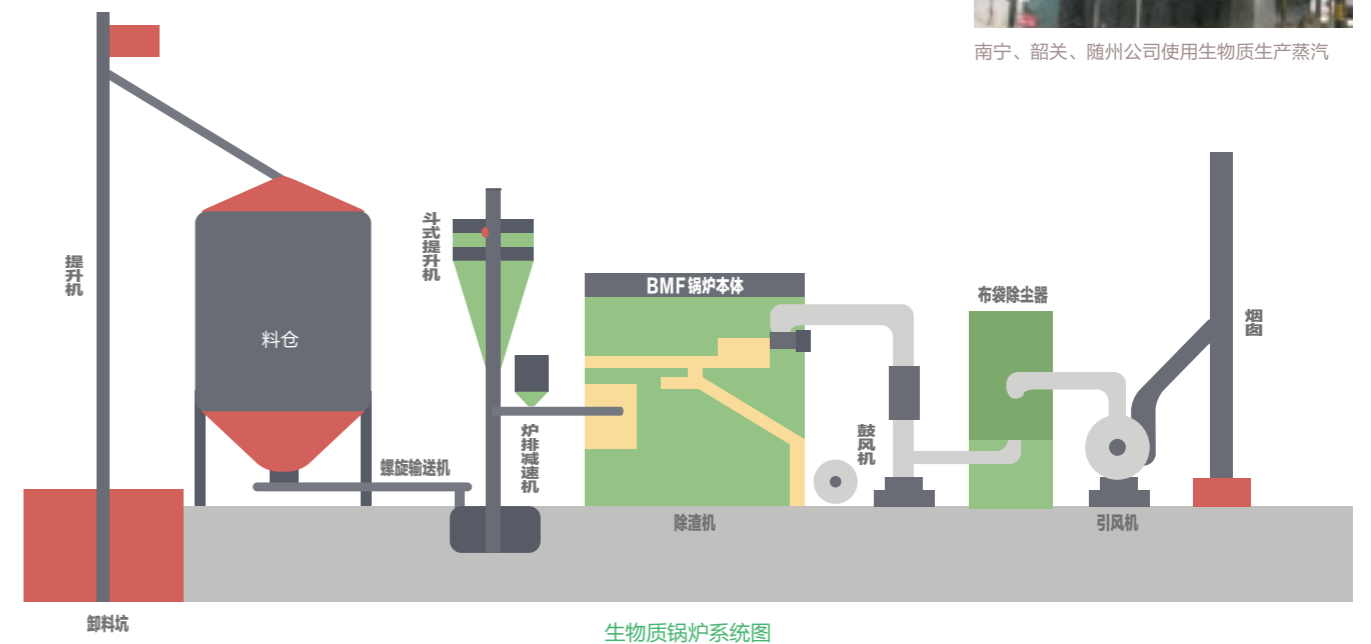 南宁、韶关、随州公司使用生物质生产蒸汽
提升机
料仓
螺旋输送机
斗式提升机
炉排减速机
BMF锅炉本体
除渣机
鼓风机
布袋除尘器
引风机
烟囱
卸料坑
生物质锅炉系统图